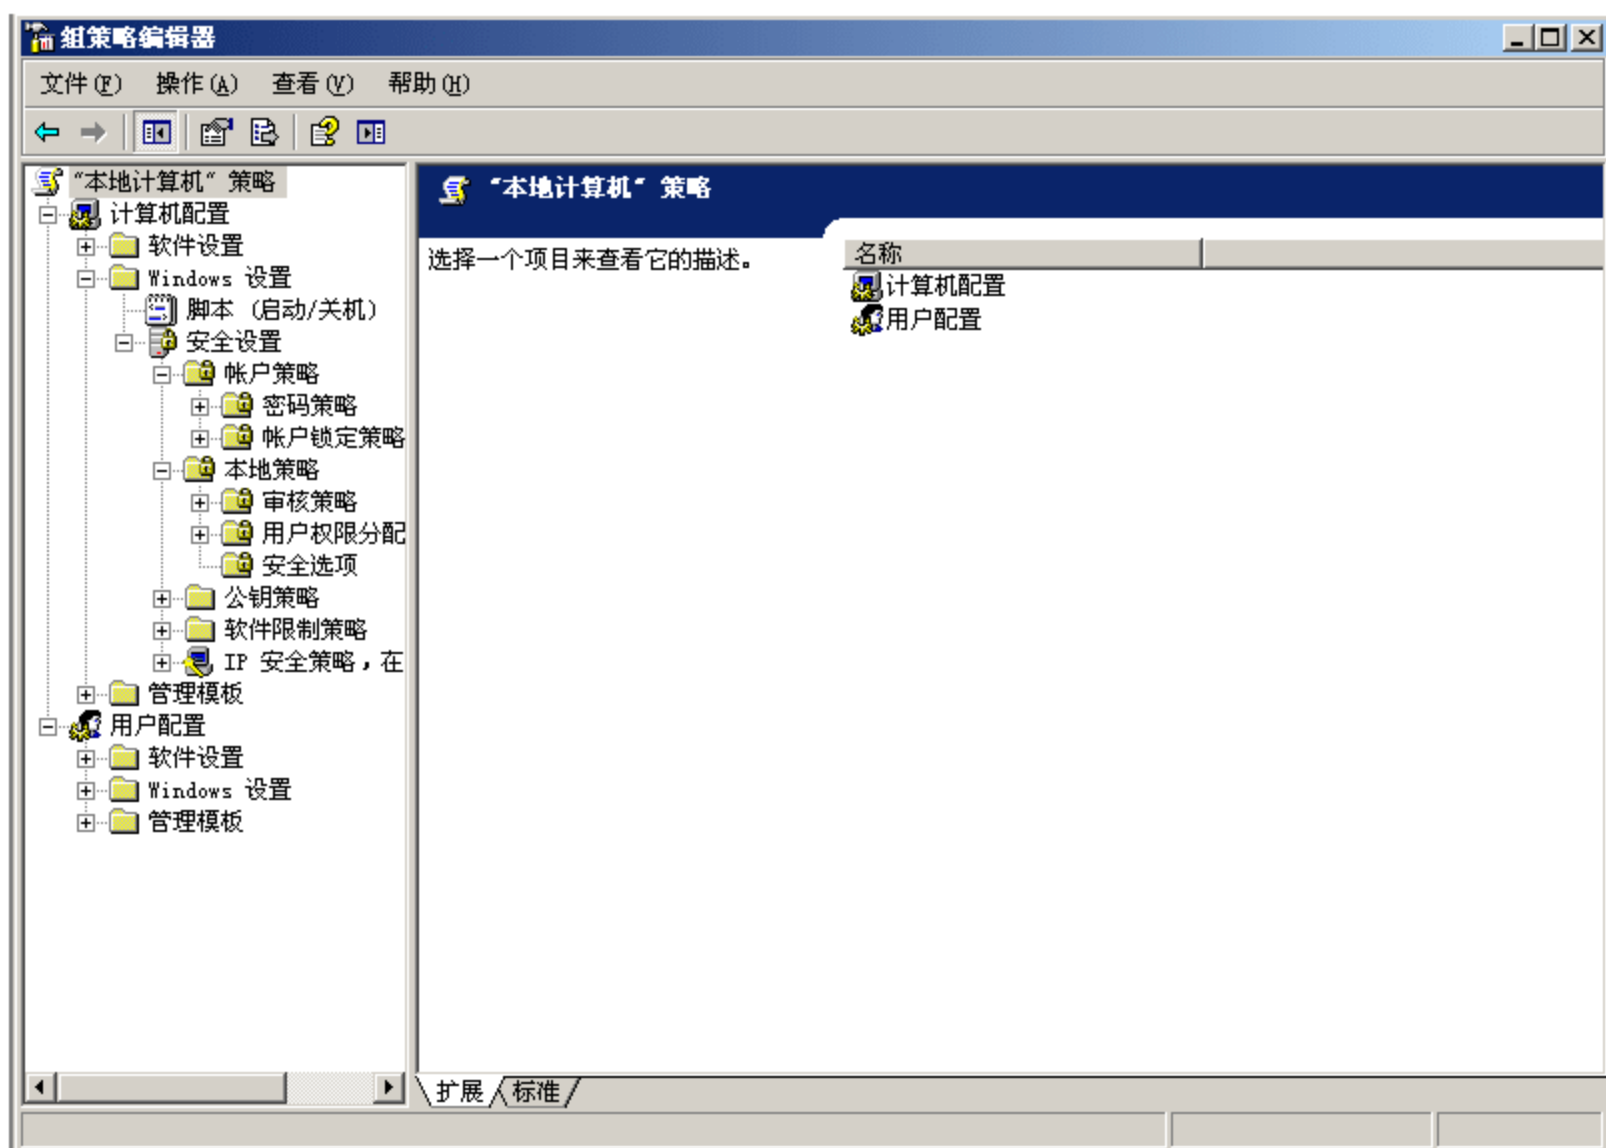 组策略编辑器
文件(F) 操作(A) 查看(V) 帮助(H)
"本地计算机" 策略
计算机配置
软件设置
Windows 设置
脚本 (启动/关机)
安全设置
帐户策略
密码策略
帐户锁定策略
本地策略
审核策略
用户权限分配
安全选项
公钥策略
软件限制策略
IP 安全策略，在
管理模板
用户配置
软件设置
Windows 设置
管理模板
"本地计算机" 策略
选择一个项目来查看它的描述。
名称
计算机配置
用户配置
扩展 标准